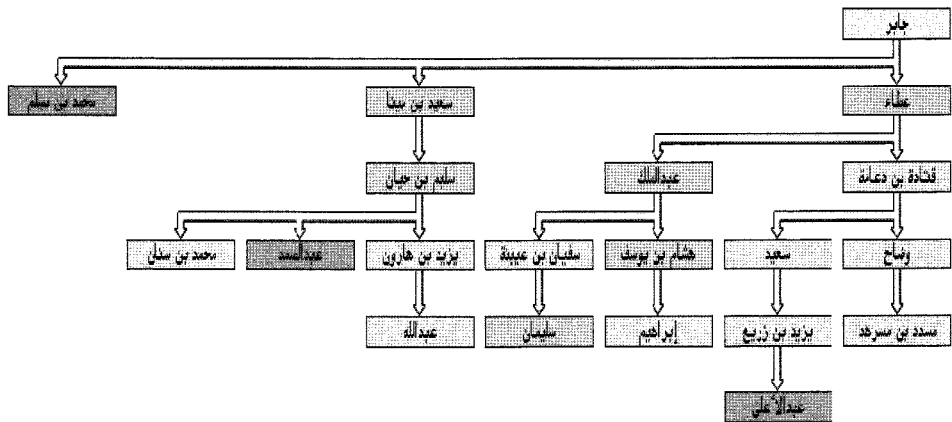 جابر
عطاء
سعيد بن مينا
محمد بن مسلم
قتادة بن دعامة
عبدالملك
سليم بن حيان
وضاح
سعيد
هشام بن يوسف
سفيان بن عيينة
يزيد بن هارون
عبدالصمد
محمد بن سنان
مسدد بن مسرهد
يزيد بن زريع
إبراهيم
سليمان
عبدالله
عبدالأعلى